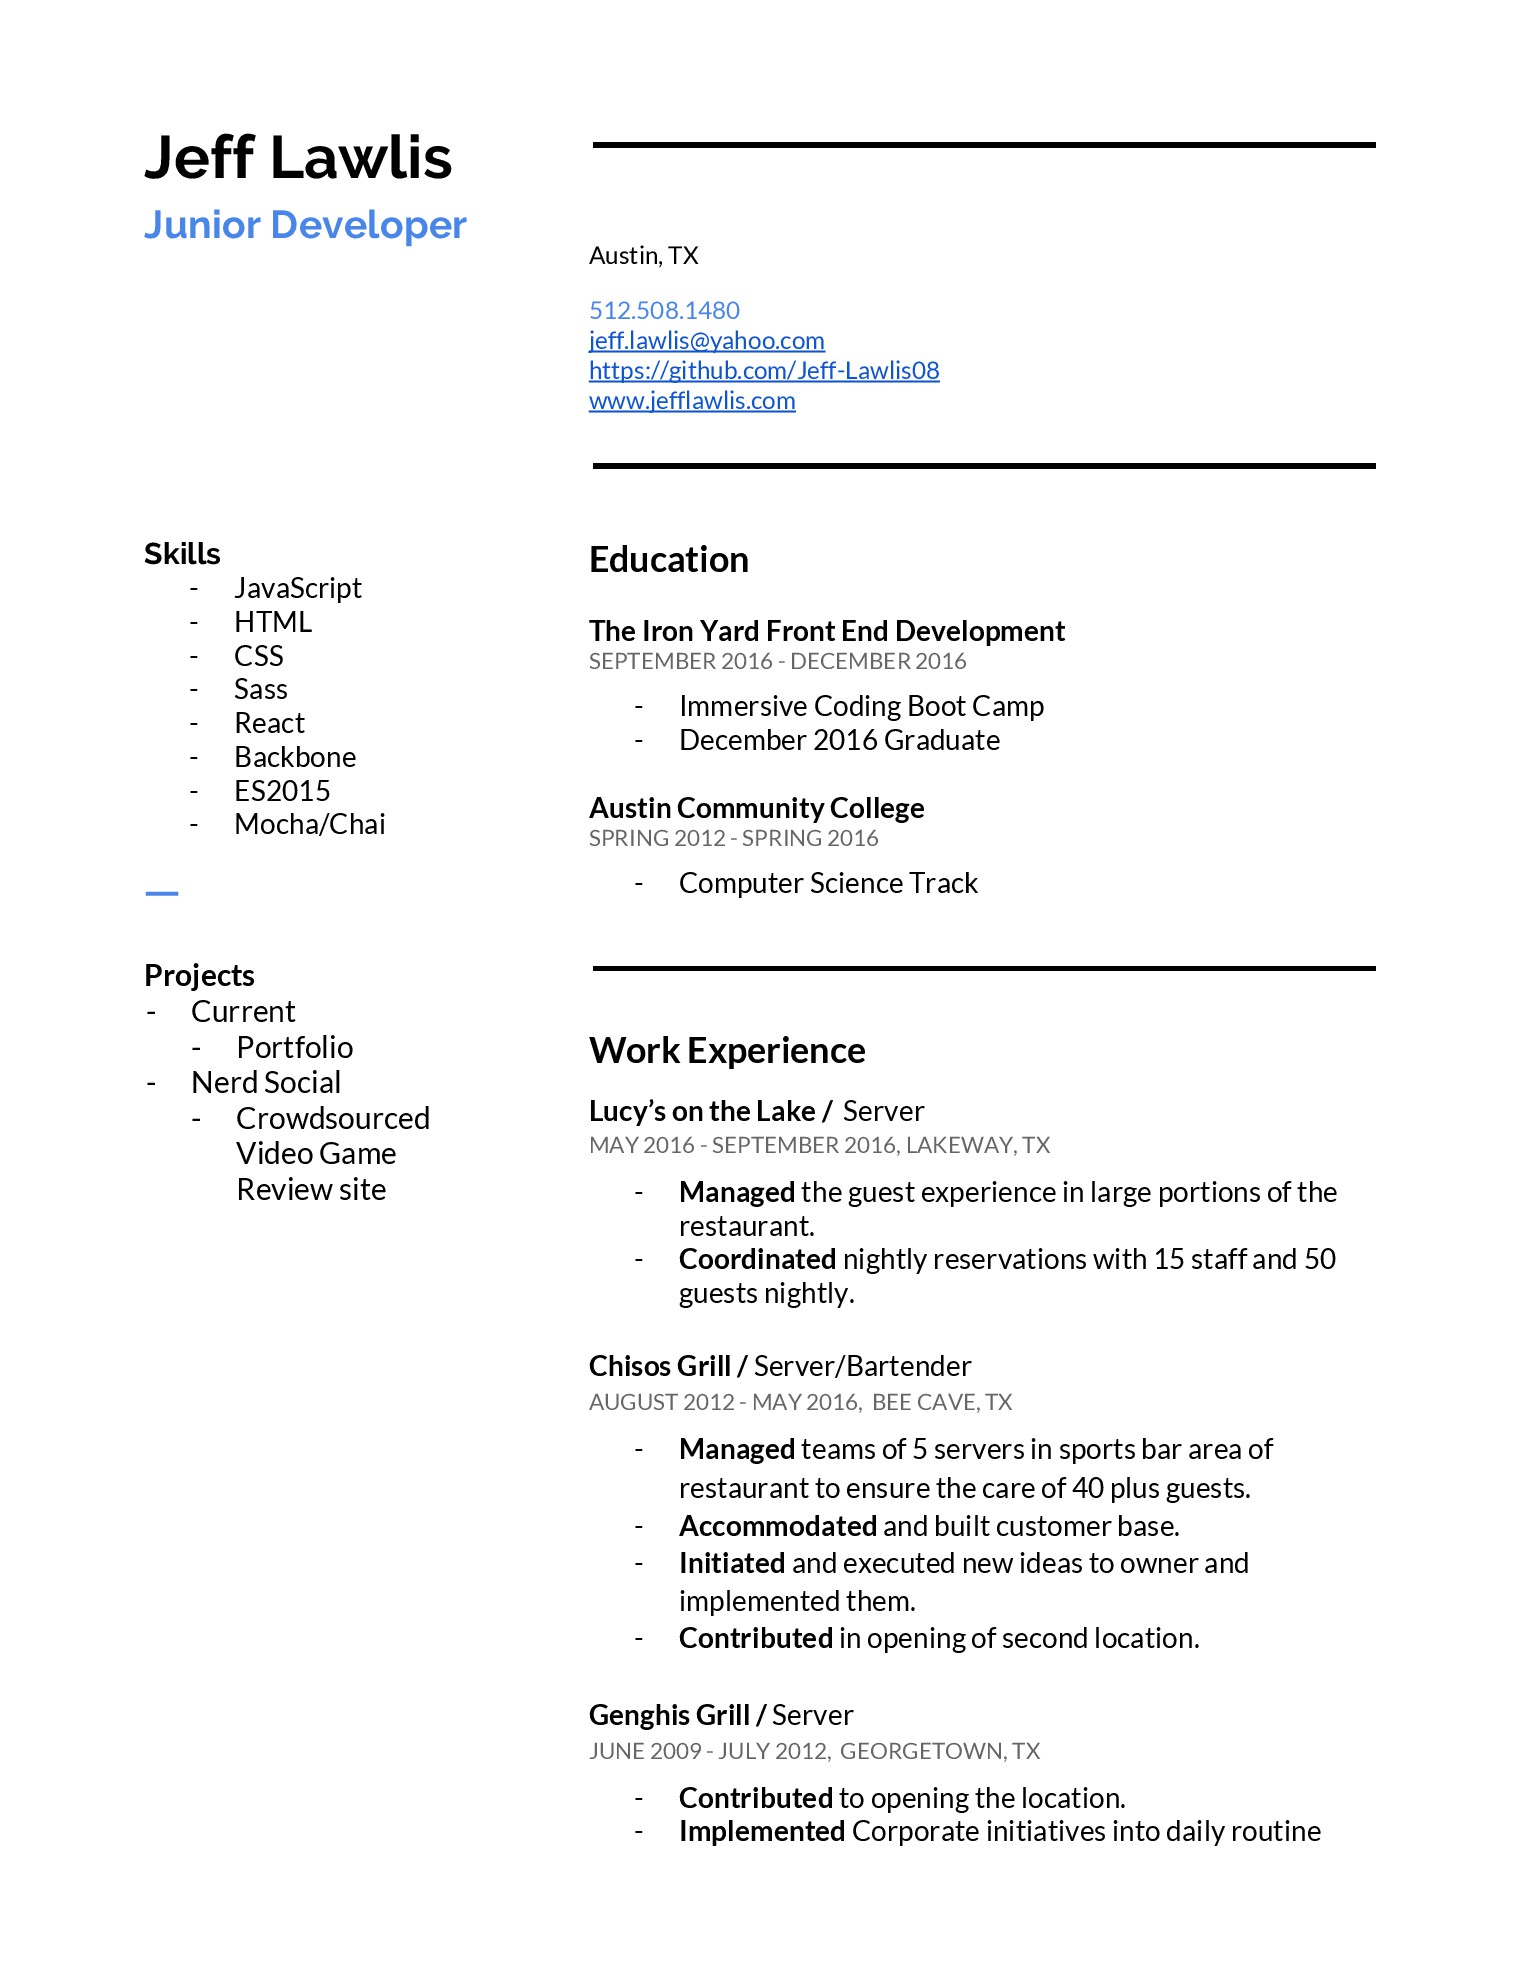 Jeff Lawlis
Junior Developer
Austin, TX
512.508.1480
jeff.lawlis@yahoo.com
https://github.com/Jeff-Lawlis08
www.jefflawlis.com
Skills
- JavaScript
- HTML
- CSS
- Sass
- React
- Backbone
- ES2015
- Mocha/Chai
—
Projects
- Current
- Portfolio
- Nerd Social
- Crowdsourced
Video Game
Review site
Education
The Iron Yard Front End Development
SEPTEMBER 2016 - DECEMBER 2016
- Immersive Coding Boot Camp
- December 2016 Graduate
Austin Community College
SPRING 2012 - SPRING 2016
- Computer Science Track
Work Experience
Lucy’s on the Lake / Server
MAY 2016 - SEPTEMBER 2016, LAKEWAY, TX
- Managed the guest experience in large portions of the
restaurant.
- Coordinated nightly reservations with 15 staff and 50
guests nightly.
Chisos Grill / Server/Bartender
AUGUST 2012 - MAY 2016, BEE CAVE, TX
- Managed teams of 5 servers in sports bar area of
restaurant to ensure the care of 40 plus guests.
- Accommodated and built customer base.
- Initiated and executed new ideas to owner and
implemented them.
- Contributed in opening of second location.
Genghis Grill / Server
JUNE 2009 - JULY 2012, GEORGETOWN, TX
- Contributed to opening the location.
- Implemented Corporate initiatives into daily routine